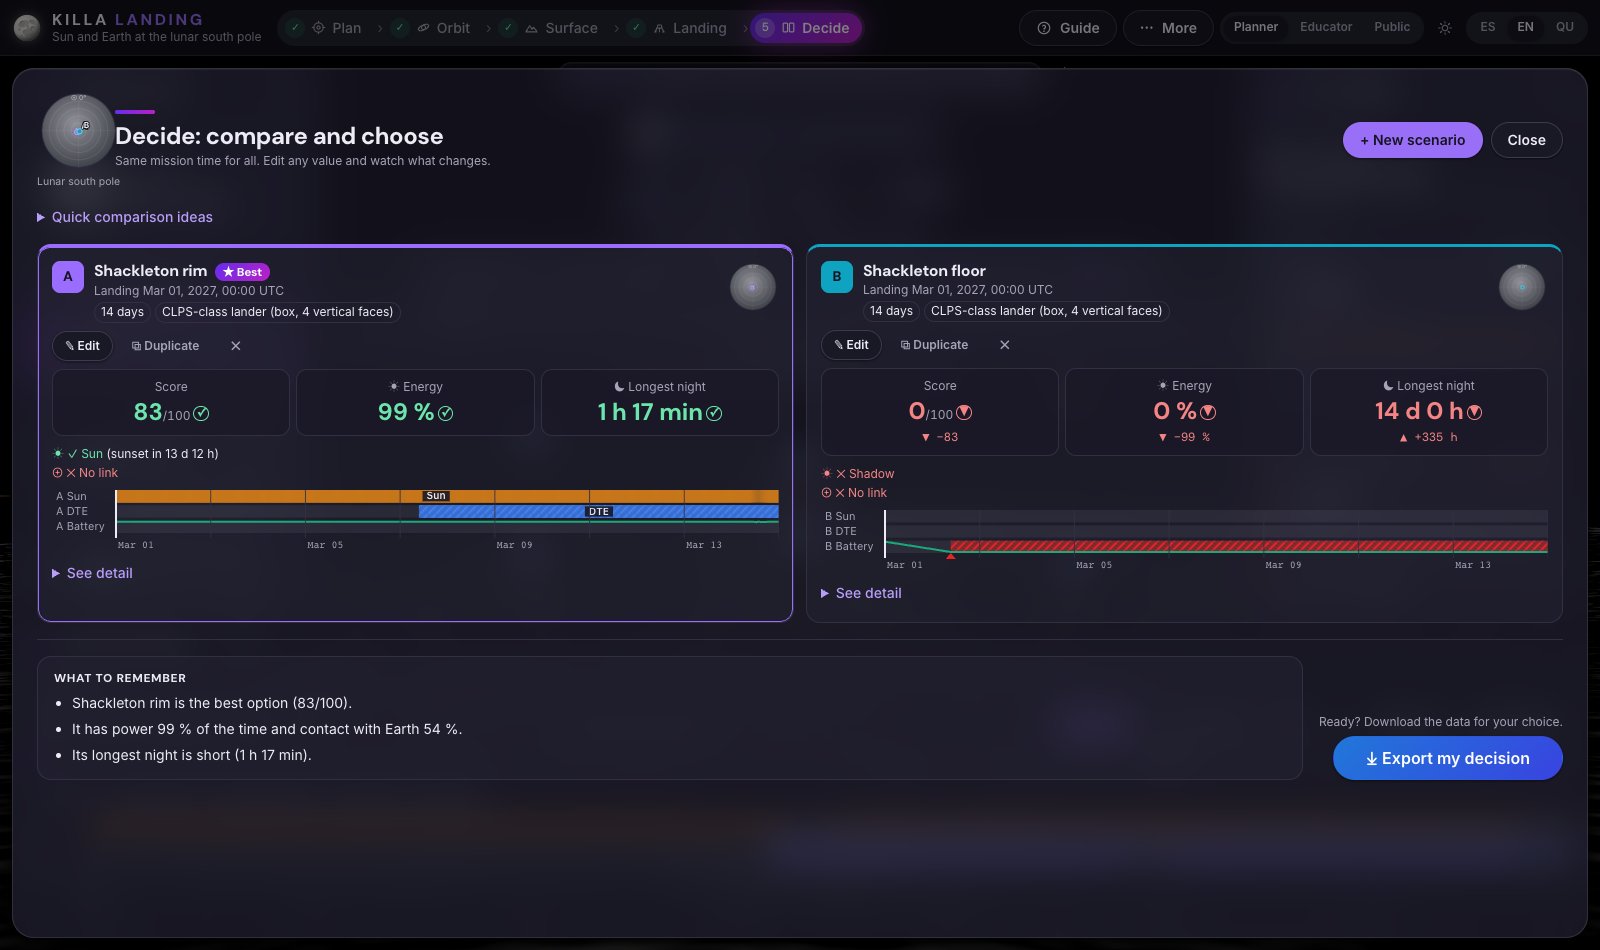 KILLA LANDING
Sun and Earth at the lunar south pole
✓ Plan › ✓ Orbit › ✓ Surface › ✓ Landing › 5 Decide
Guide
··· More
Planner Educator Public
ES EN QU
Decide: compare and choose
Same mission time for all. Edit any value and watch what changes.
Lunar south pole
+ New scenario
Close
▶ Quick comparison ideas
A
Shackleton rim ★ Best
Landing Mar 01, 2027, 00:00 UTC
14 days CLPS-class lander (box, 4 vertical faces)
✎ Edit Duplicate ✕
Score
83/100 ✓
Energy
99 % ✓
Longest night
1 h 17 min ✓
✓ Sun (sunset in 13 d 12 h)
✕ No link
A Sun Sun
A DTE DTE
A Battery
Mar 01 Mar 05 Mar 09 Mar 13
▶ See detail
B
Shackleton floor
Landing Mar 01, 2027, 00:00 UTC
14 days CLPS-class lander (box, 4 vertical faces)
✎ Edit Duplicate ✕
Score
0/100 ▼
▼ −83
Energy
0 % ▼
▼ −99 %
Longest night
14 d 0 h ▼
▲ +335 h
✕ Shadow
✕ No link
B Sun
B DTE
B Battery
Mar 01 Mar 05 Mar 09 Mar 13
▶ See detail
WHAT TO REMEMBER
• Shackleton rim is the best option (83/100).
• It has power 99 % of the time and contact with Earth 54 %.
• Its longest night is short (1 h 17 min).
Ready? Download the data for your choice.
Export my decision